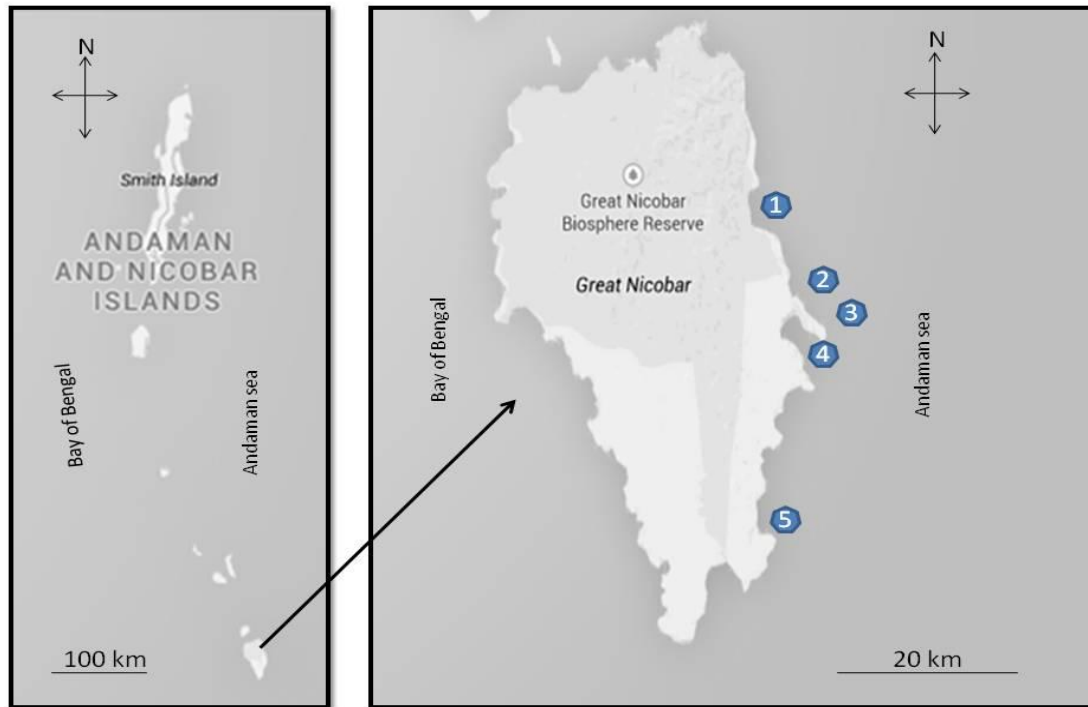 N
Smith Island
ANDAMAN
AND NICOBAR
ISLANDS
Bay of Bengal
Andaman sea
100 km
N
1
Great Nicobar
Biosphere Reserve
2
Great Nicobar
3
4
Bay of Bengal
Andaman sea
5
20 km